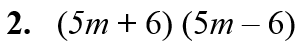 2. (5m + 6) (5m – 6)